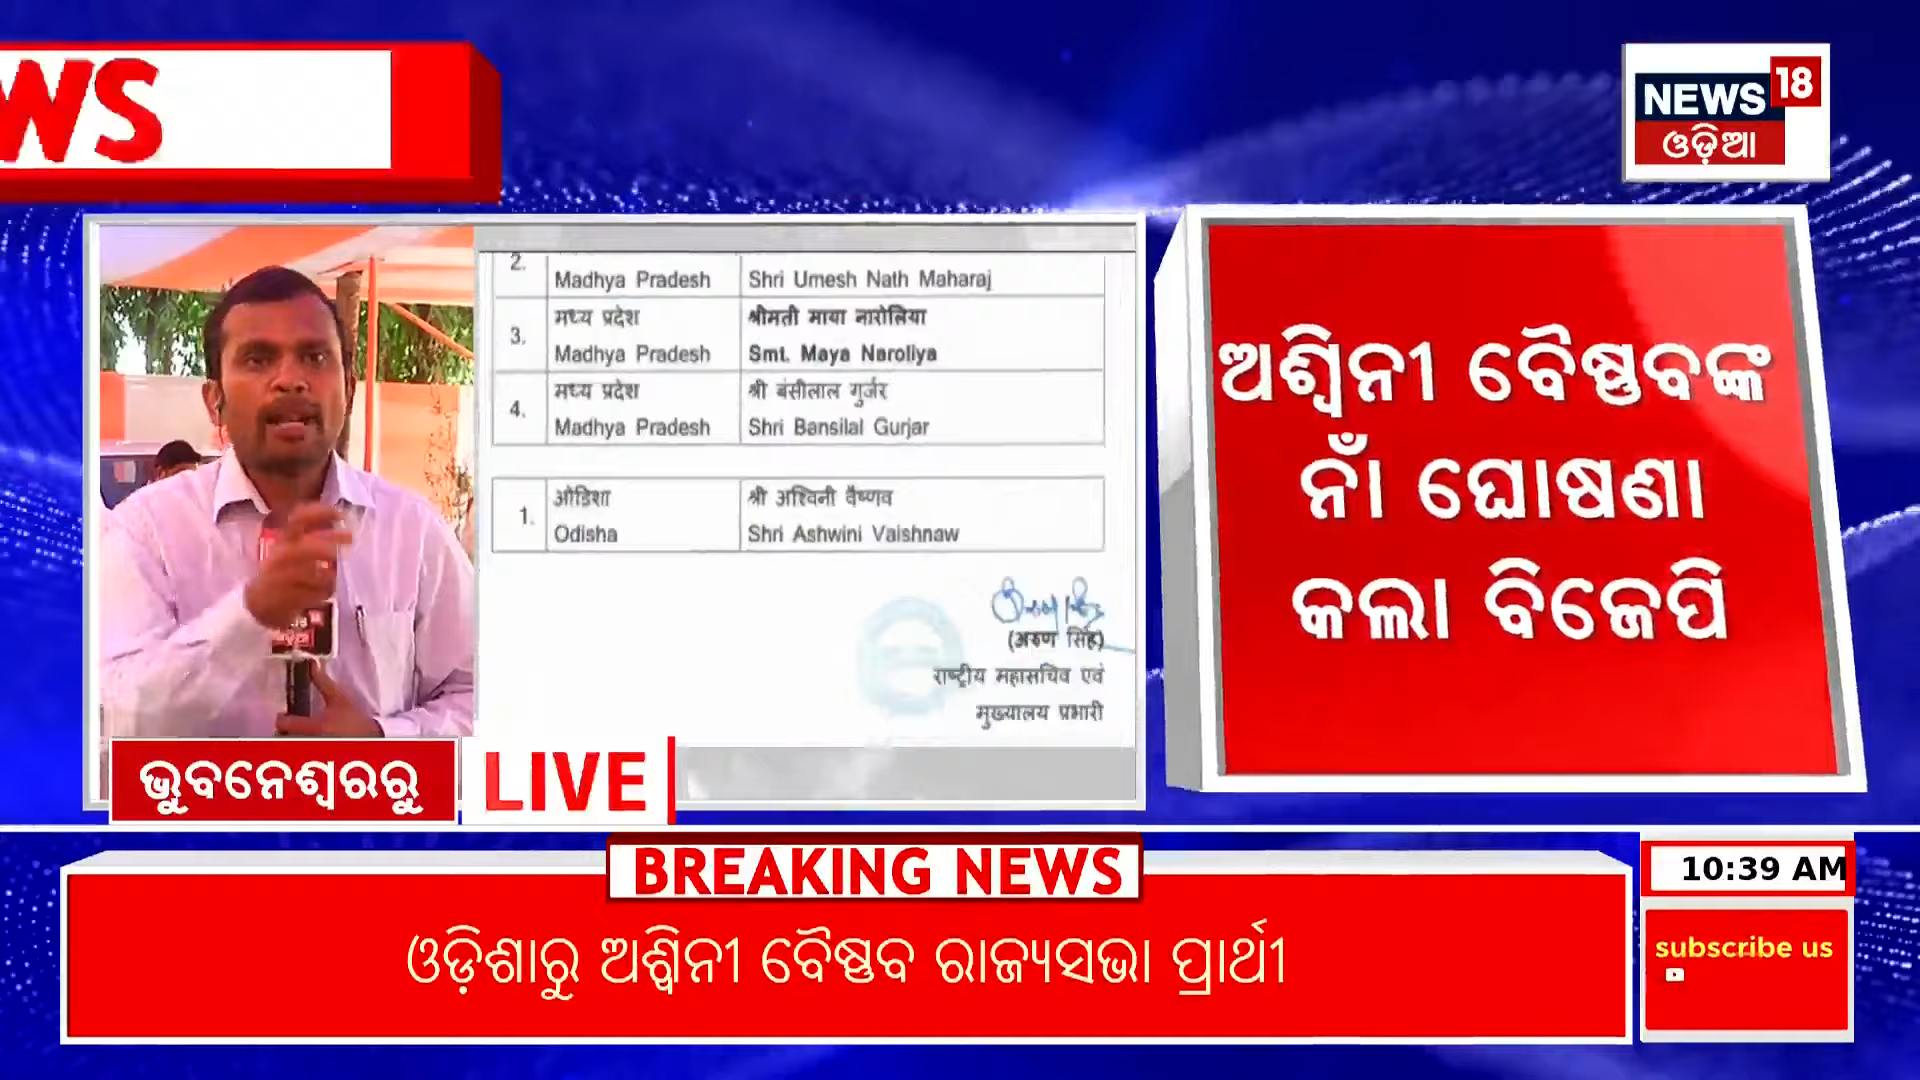 WS
NEWS 18
ଓଡ଼ିଆ
2.
Madhya Pradesh Shri Umesh Nath Maharaj
मध्य प्रदेश श्रीमती माया नारोलिया
3.
Madhya Pradesh Smt. Maya Naroliya
मध्य प्रदेश श्री बंसीलाल गुर्जर
4.
Madhya Pradesh Shri Bansilal Gurjar
ओडिशा श्री अश्विनी वैष्णव
1.
Odisha Shri Ashwini Vaishnaw
(अरुण सिंह)
राष्ट्रीय महासचिव एवं
मुख्यालय प्रभारी
ଅଶ୍ୱିନୀ ବୈଷ୍ଣବଙ୍କ
ନାଁ ଘୋଷଣା
କଲା ବିଜେପି
ଭୁବନେଶ୍ୱରରୁ
LIVE
BREAKING NEWS
ଓଡ଼ିଶାରୁ ଅଶ୍ୱିନୀ ବୈଷ୍ଣବ ରାଜ୍ୟସଭା ପ୍ରାର୍ଥୀ
10:39 AM
subscribe us